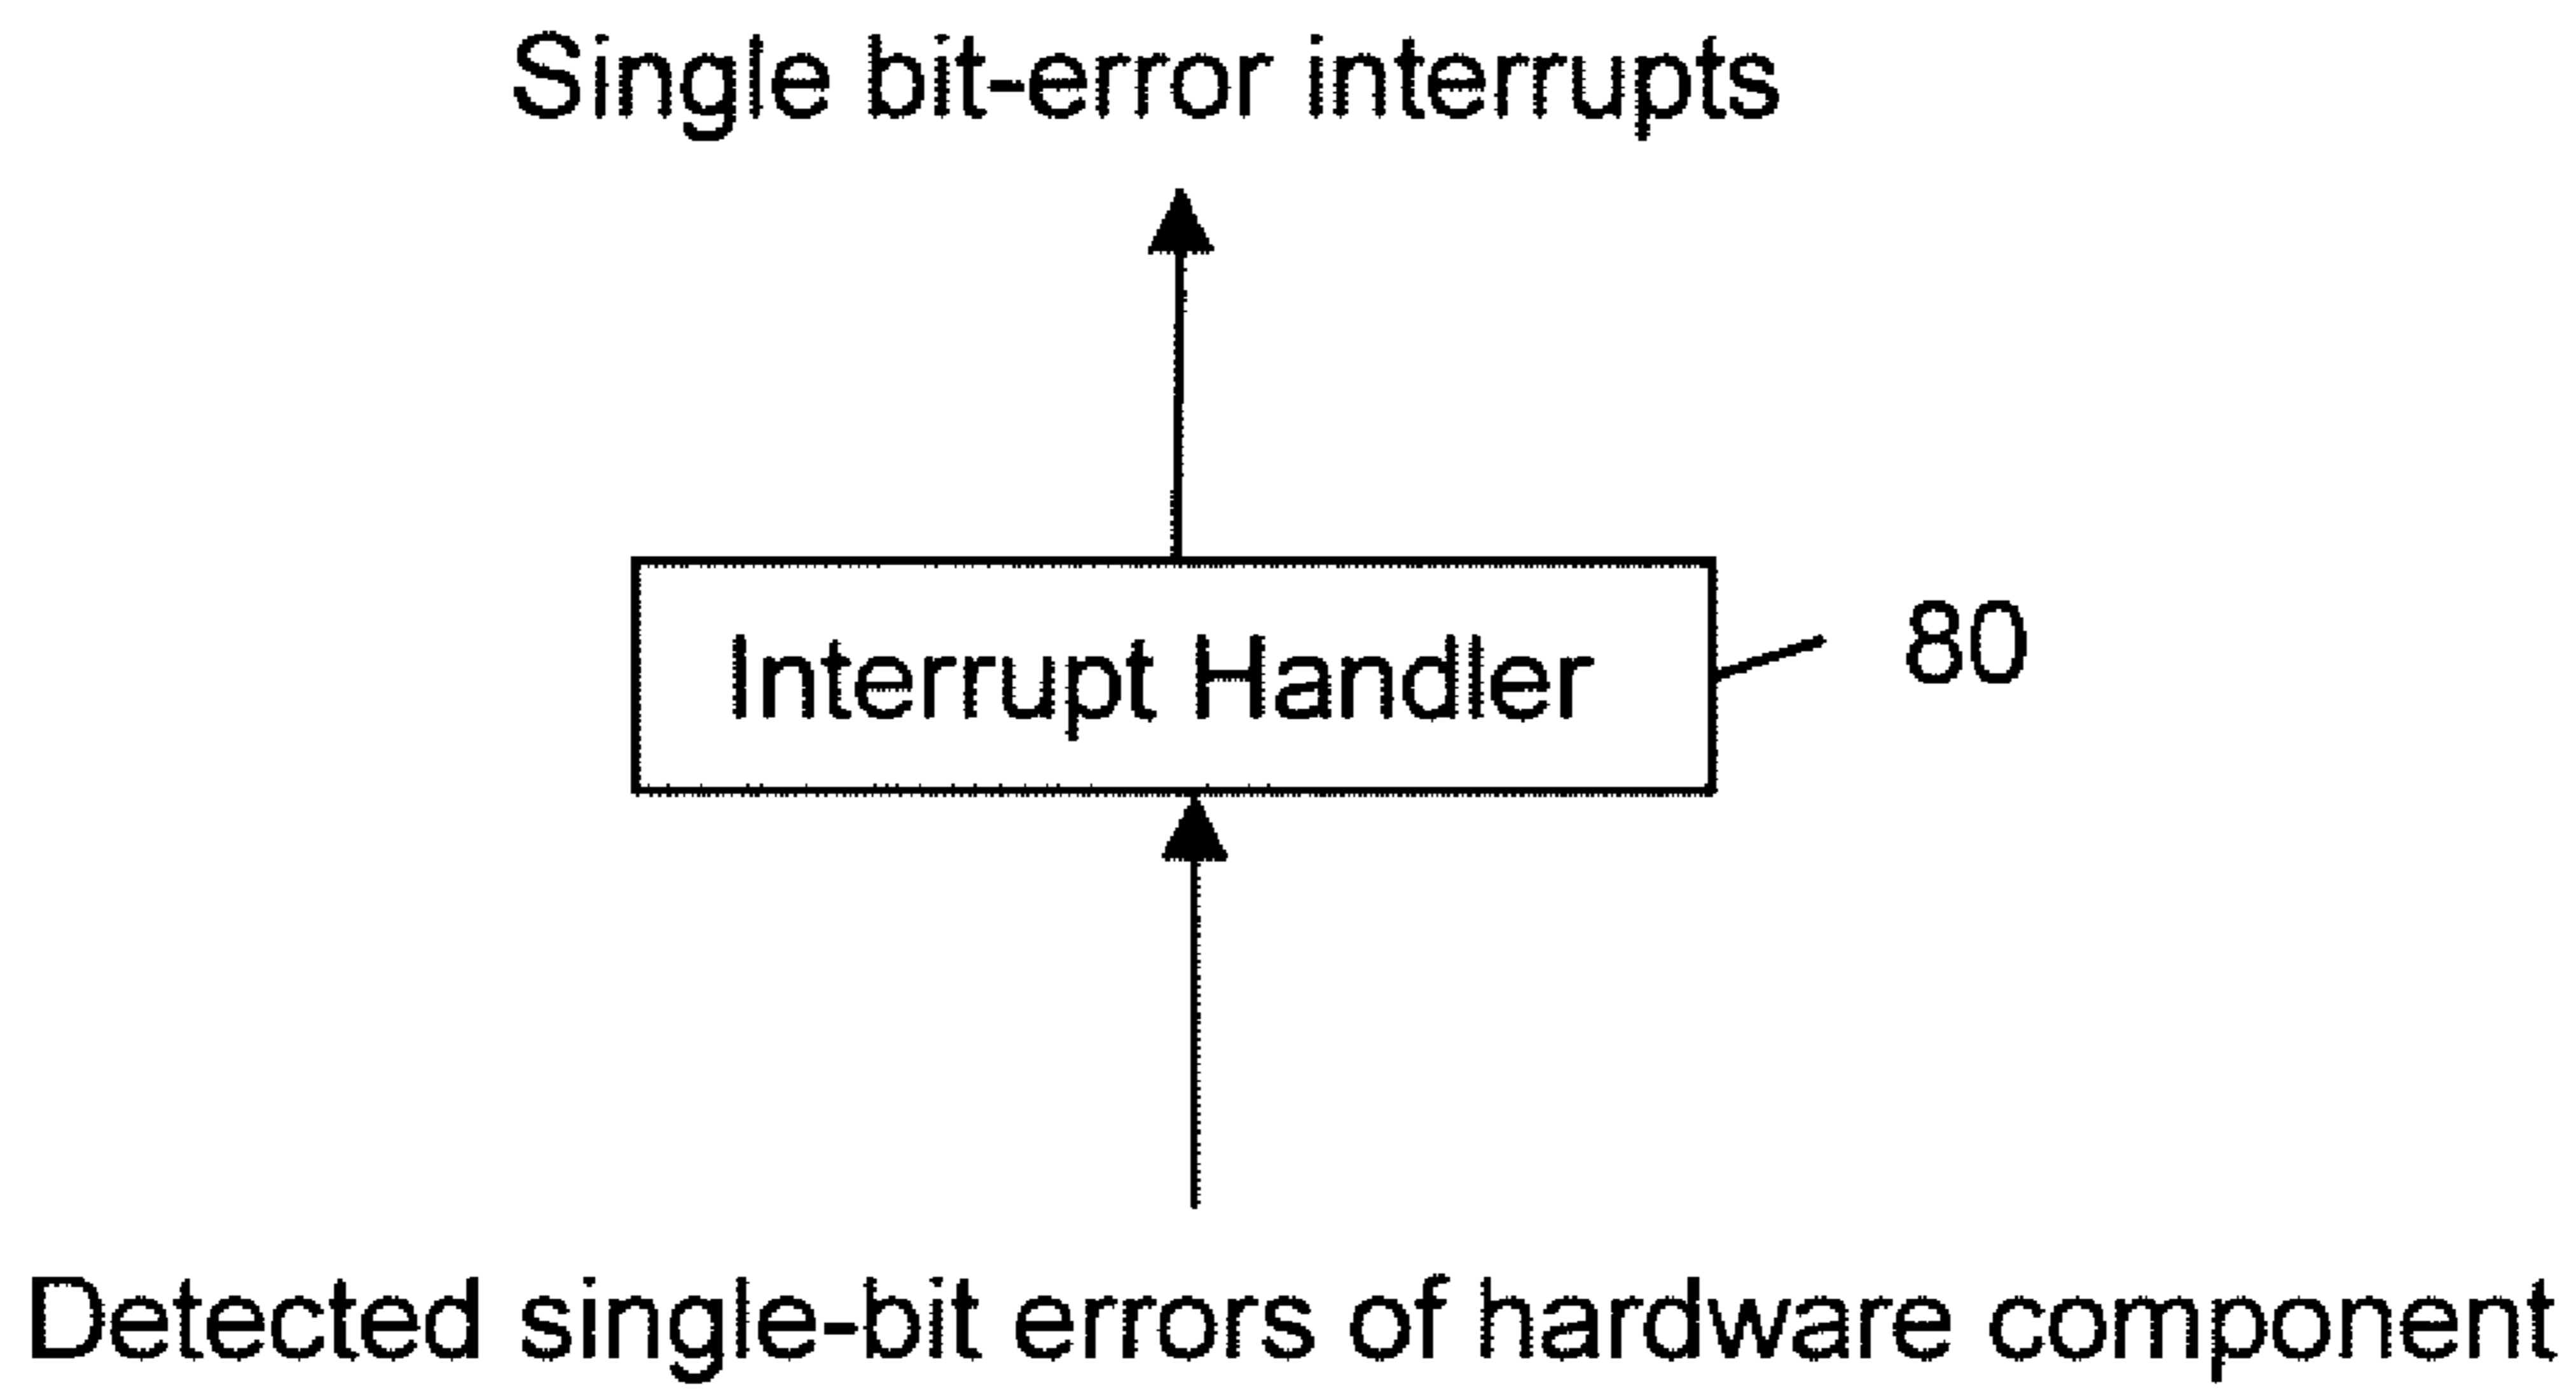 Single bit-error interrupts
Interrupt Handler
80
Detected single-bit errors of hardware component